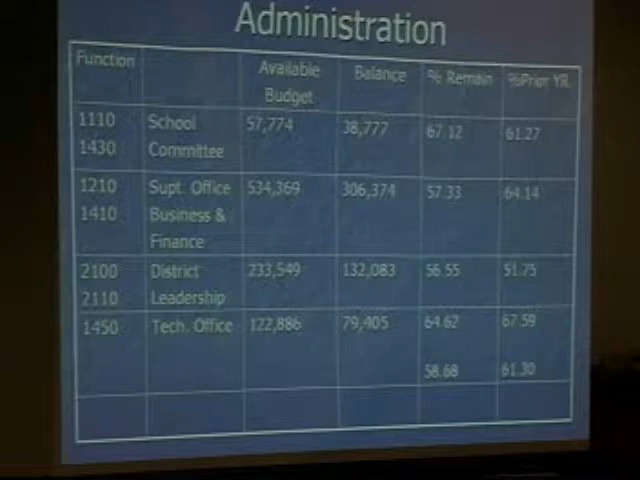 Administration
Function Available Budget Balance % Remain %Prior YR.
1110 1430 School Committee 57,774 38,777 67.12 61.27
1210 1410 Supt. Office Business & Finance 534,369 306,374 57.33 64.14
2100 2110 District Leadership 233,549 132,083 56.55 51.75
1450 Tech. Office 122,886 79,405 64.62 67.59
58.68 61.30